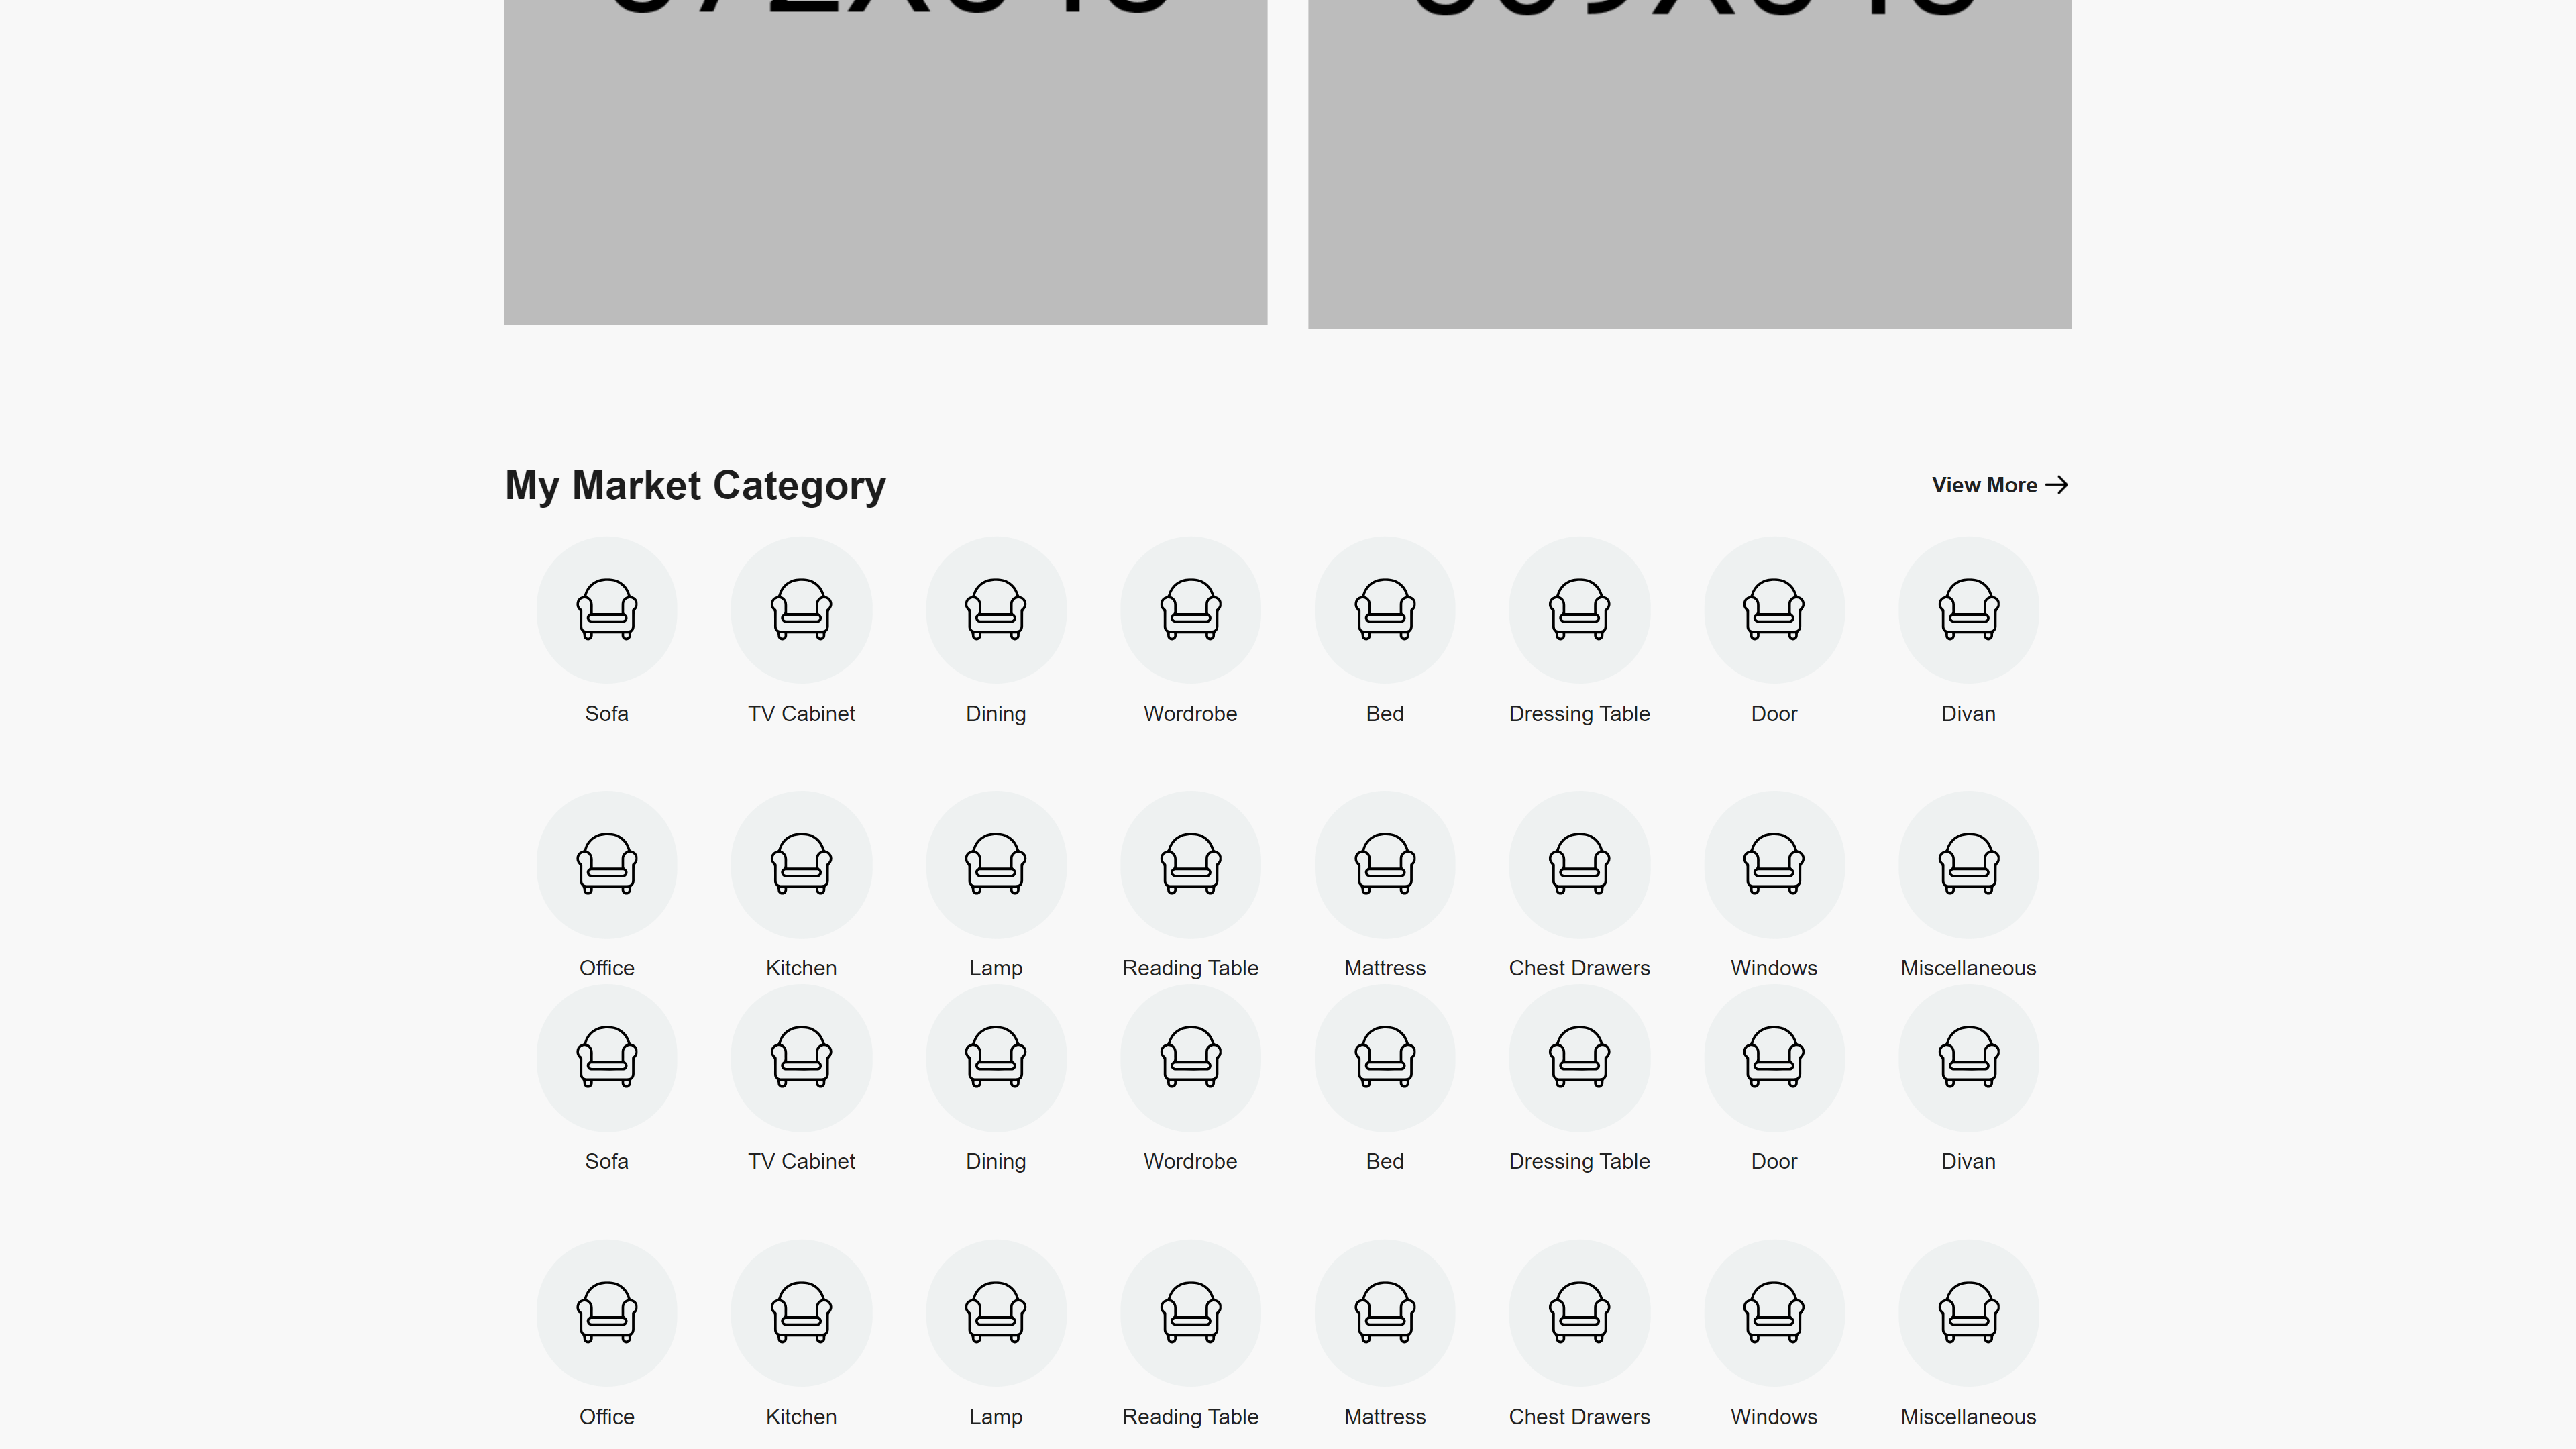 My Market Category
View More
Sofa TV Cabinet Dining Wordrobe Bed Dressing Table Door Divan
Office Kitchen Lamp Reading Table Mattress Chest Drawers Windows Miscellaneous
Sofa TV Cabinet Dining Wordrobe Bed Dressing Table Door Divan
Office Kitchen Lamp Reading Table Mattress Chest Drawers Windows Miscellaneous